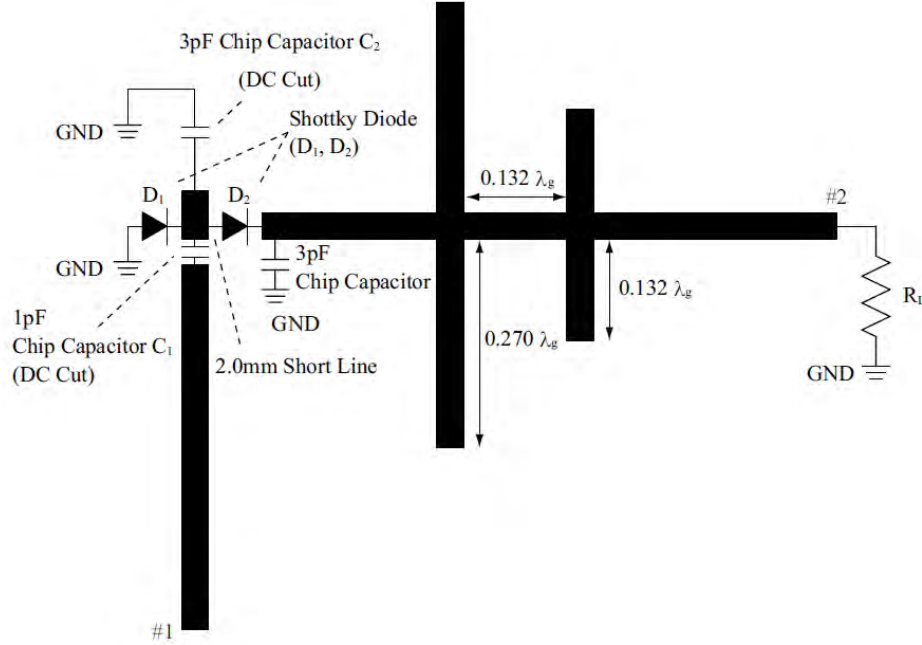 3pF Chip Capacitor C2
(DC Cut)
GND
Shottky Diode
(D1, D2)
D1
D2
0.132 λg
#2
GND
3pF
Chip Capacitor
GND
0.132 λg
RL
1pF
Chip Capacitor C1
(DC Cut)
2.0mm Short Line
0.270 λg
GND
#1